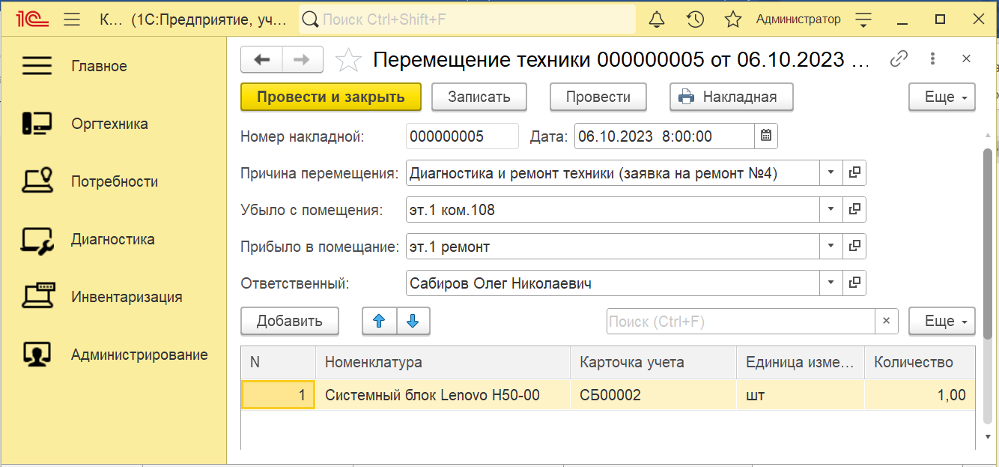 1С К... (1С:Предприятие, уч... Поиск Ctrl+Shift+F Администратор
Главное
Оргтехника
Потребности
Диагностика
Инвентаризация
Администрирование
Перемещение техники 000000005 от 06.10.2023 ...
Провести и закрыть Записать Провести Накладная Еще
Номер накладной: 000000005 Дата: 06.10.2023 8:00:00
Причина перемещения: Диагностика и ремонт техники (заявка на ремонт №4)
Убыло с помещения: эт.1 ком.108
Прибыло в помещание: эт.1 ремонт
Ответственный: Сабиров Олег Николаевич
Добавить Поиск (Ctrl+F) × Еще
N Номенклатура Карточка учета Единица изме... Количество
1 Системный блок Lenovo H50-00 СБ00002 шт 1,00